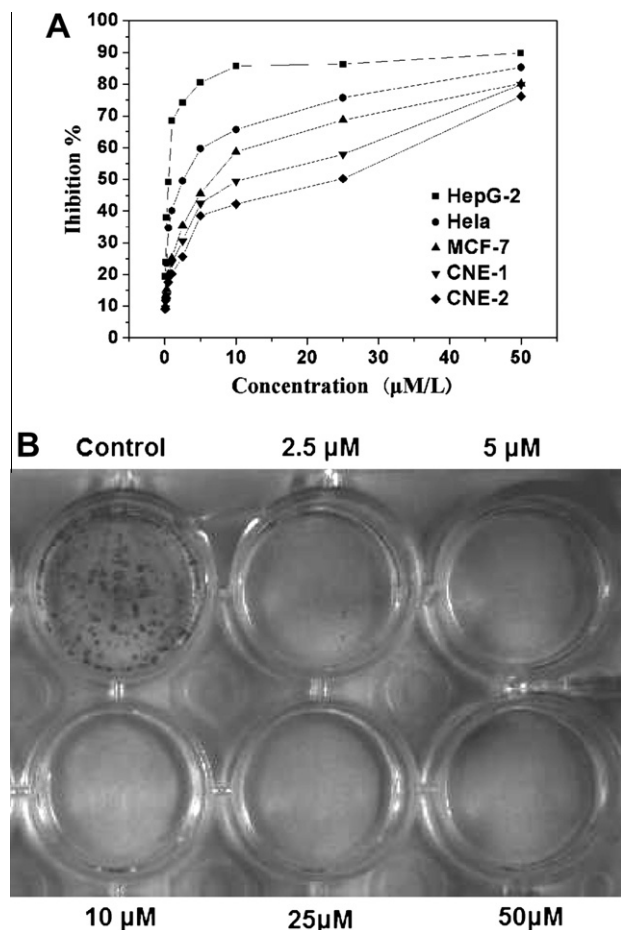 A
Ihibition %
100
90
80
70
60
50
40
30
20
10
0
HepG-2
Hela
MCF-7
CNE-1
CNE-2
0 10 20 30 40 50
Concentration (μM/L)
B
Control 2.5 μM 5 μM
10 μM 25μM 50μM